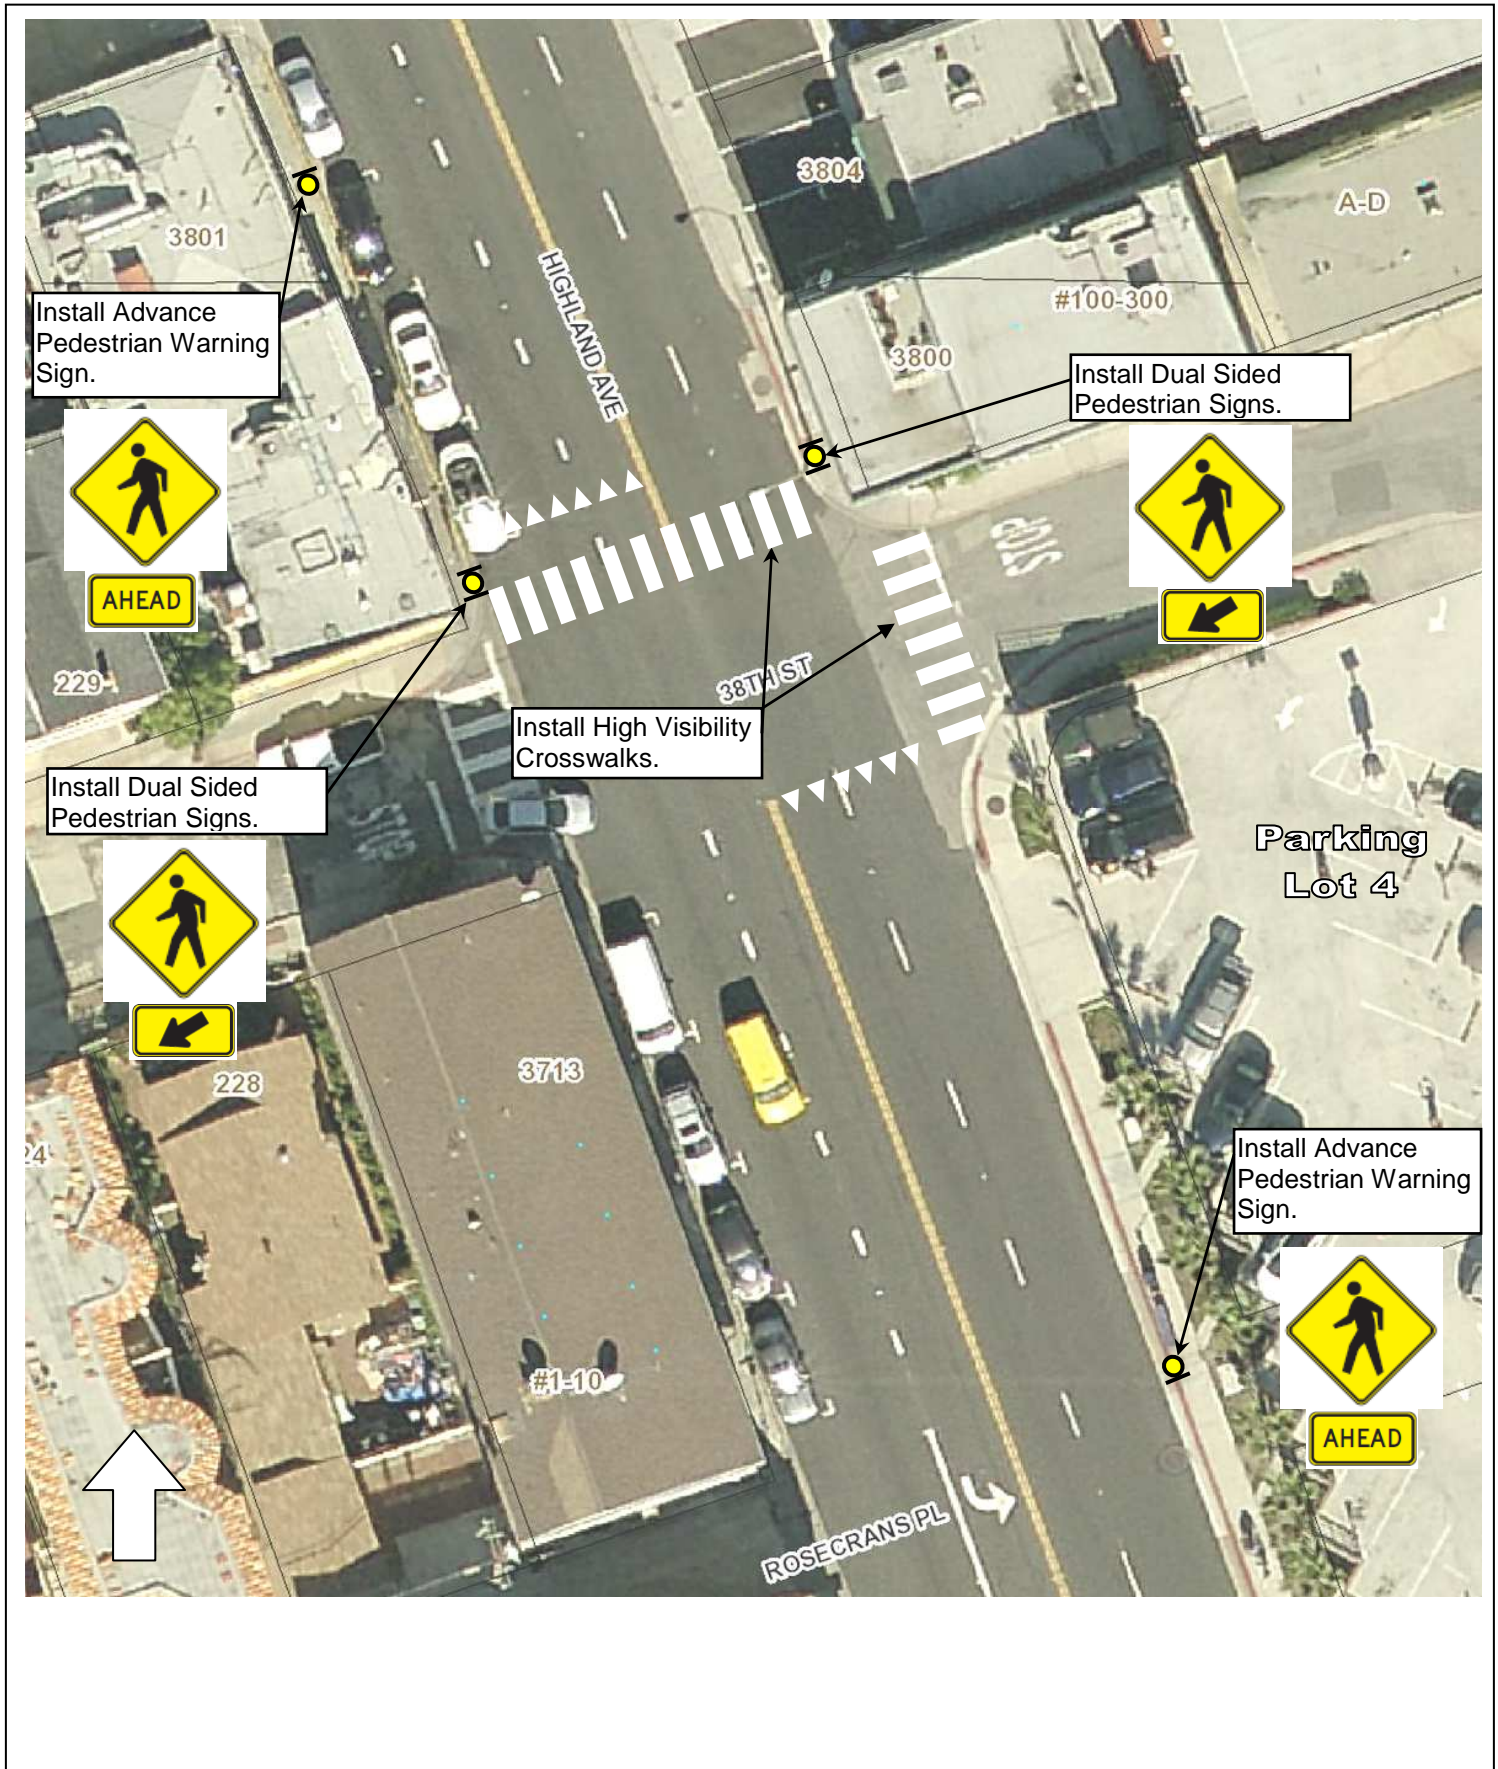 3804
A-D
3801
HIGHLAND AVE
#100-300
Install Advance
Pedestrian Warning
Sign.
3800
Install Dual Sided
Pedestrian Signs.
AHEAD
STOP
229
38TH ST
Install High Visibility
Crosswalks.
Install Dual Sided
Pedestrian Signs.
STOP
Parking
Lot 4
3713
228
24
Install Advance
Pedestrian Warning
Sign.
#1-10
AHEAD
ROSECRANS PL